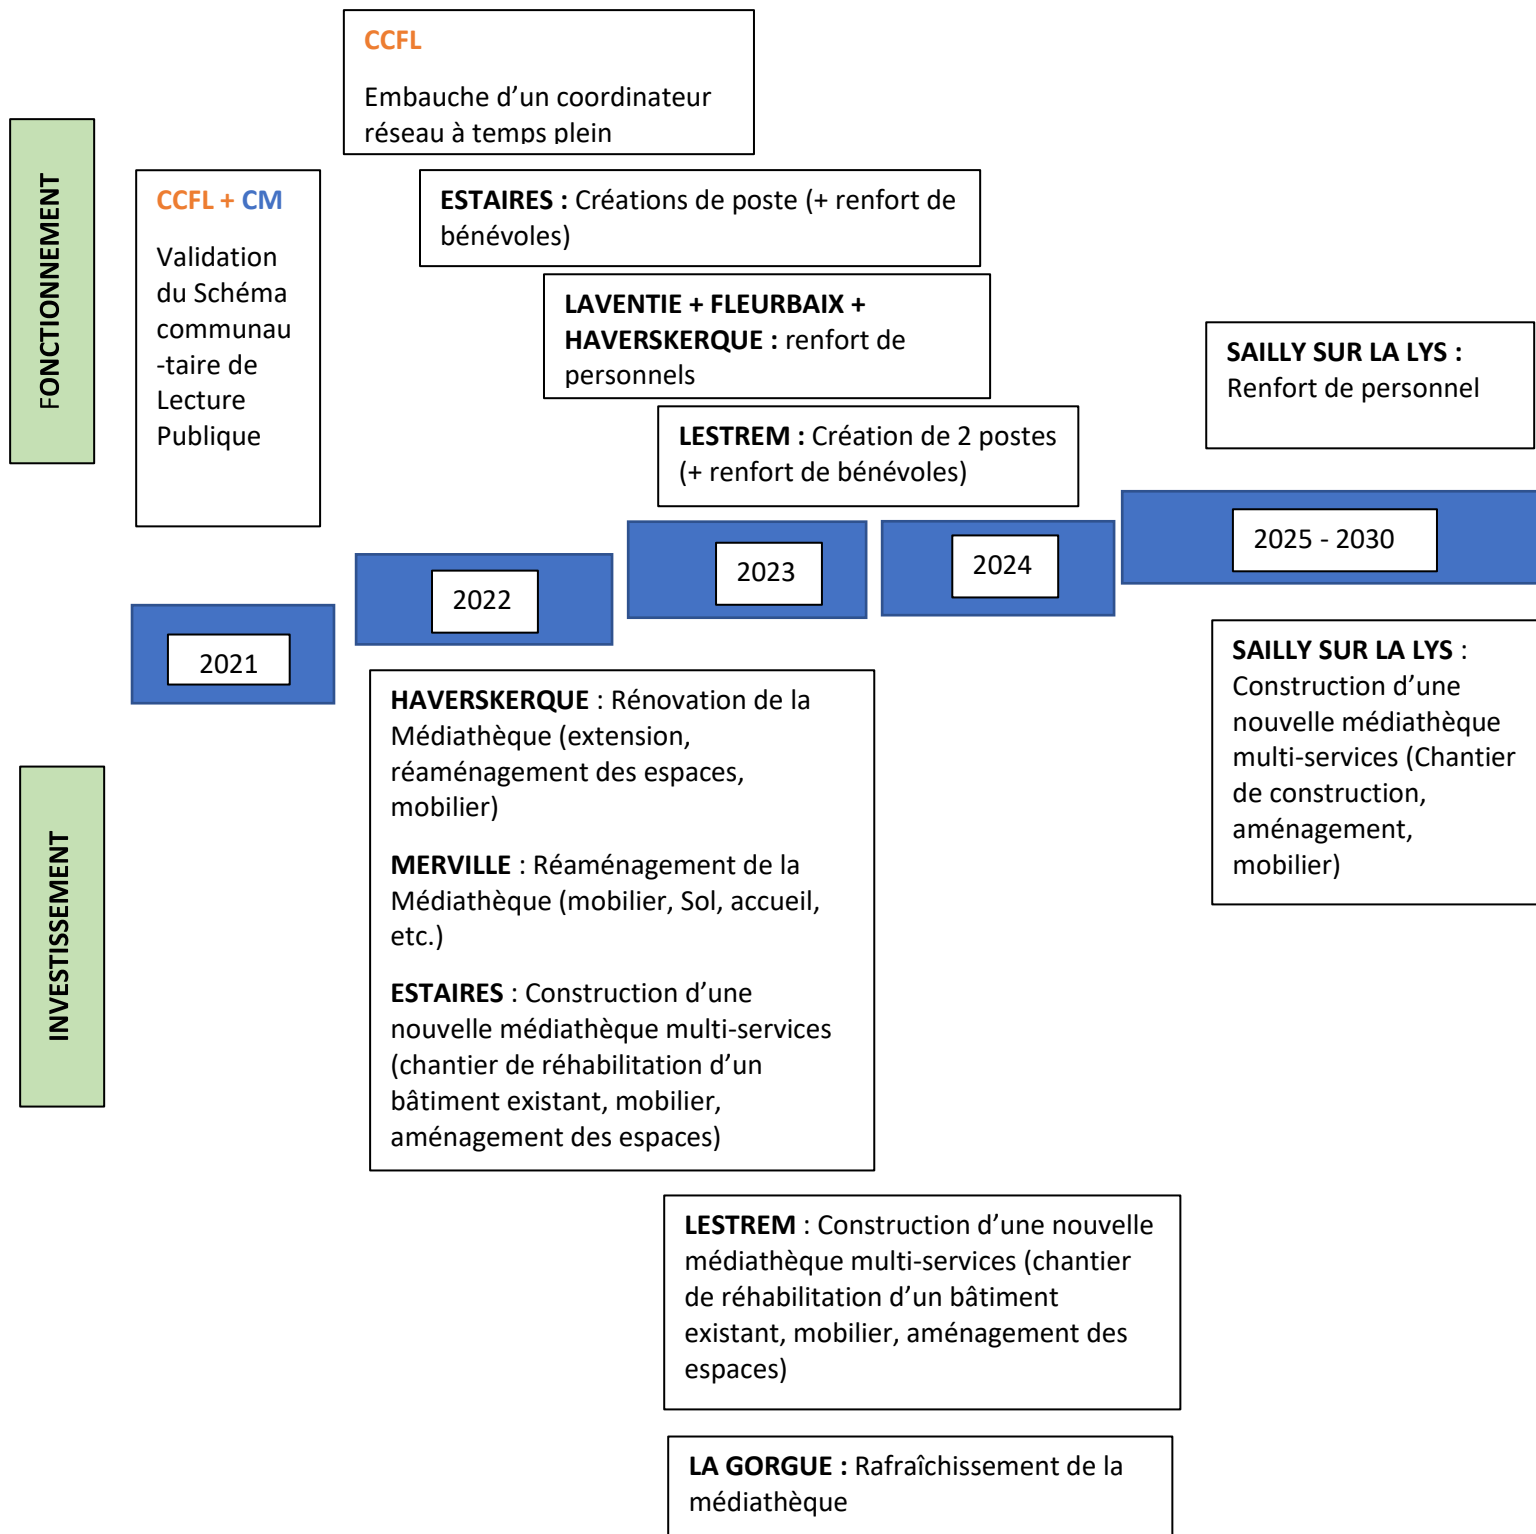 CCFL
Embauche d’un coordinateur
réseau à temps plein
FONCTIONNEMENT
CCFL + CM
Validation
du Schéma
communau
-taire de
Lecture
Publique
ESTAIRES : Créations de poste (+ renfort de
bénévoles)
LAVENTIE + FLEURBAIX +
HAVERSKERQUE : renfort de
personnels
LESTREM : Création de 2 postes
(+ renfort de bénévoles)
SAILLY SUR LA LYS :
Renfort de personnel
2021
2022
2023
2024
2025 - 2030
INVESTISSEMENT
HAVERSKERQUE : Rénovation de la
Médiathèque (extension,
réaménagement des espaces,
mobilier)
MERVILLE : Réaménagement de la
Médiathèque (mobilier, Sol, accueil,
etc.)
ESTAIRES : Construction d’une
nouvelle médiathèque multi-services
(chantier de réhabilitation d’un
bâtiment existant, mobilier,
aménagement des espaces)
SAILLY SUR LA LYS :
Construction d’une
nouvelle médiathèque
multi-services (Chantier
de construction,
aménagement,
mobilier)
LESTREM : Construction d’une nouvelle
médiathèque multi-services (chantier
de réhabilitation d’un bâtiment
existant, mobilier, aménagement des
espaces)
LA GORGUE : Rafraîchissement de la
médiathèque